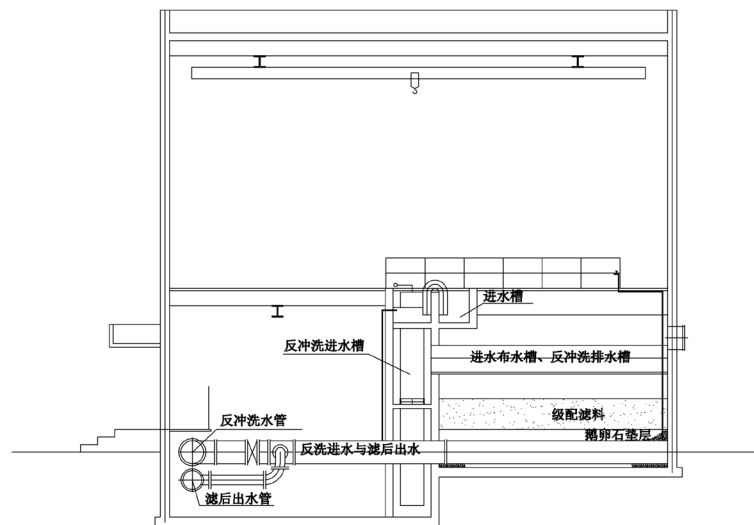 进水槽
反冲洗进水槽
进水布水槽、反冲洗排水槽
级配滤料
反冲洗水管
鹅卵石垫层
反洗进水与滤后出水
滤后出水管